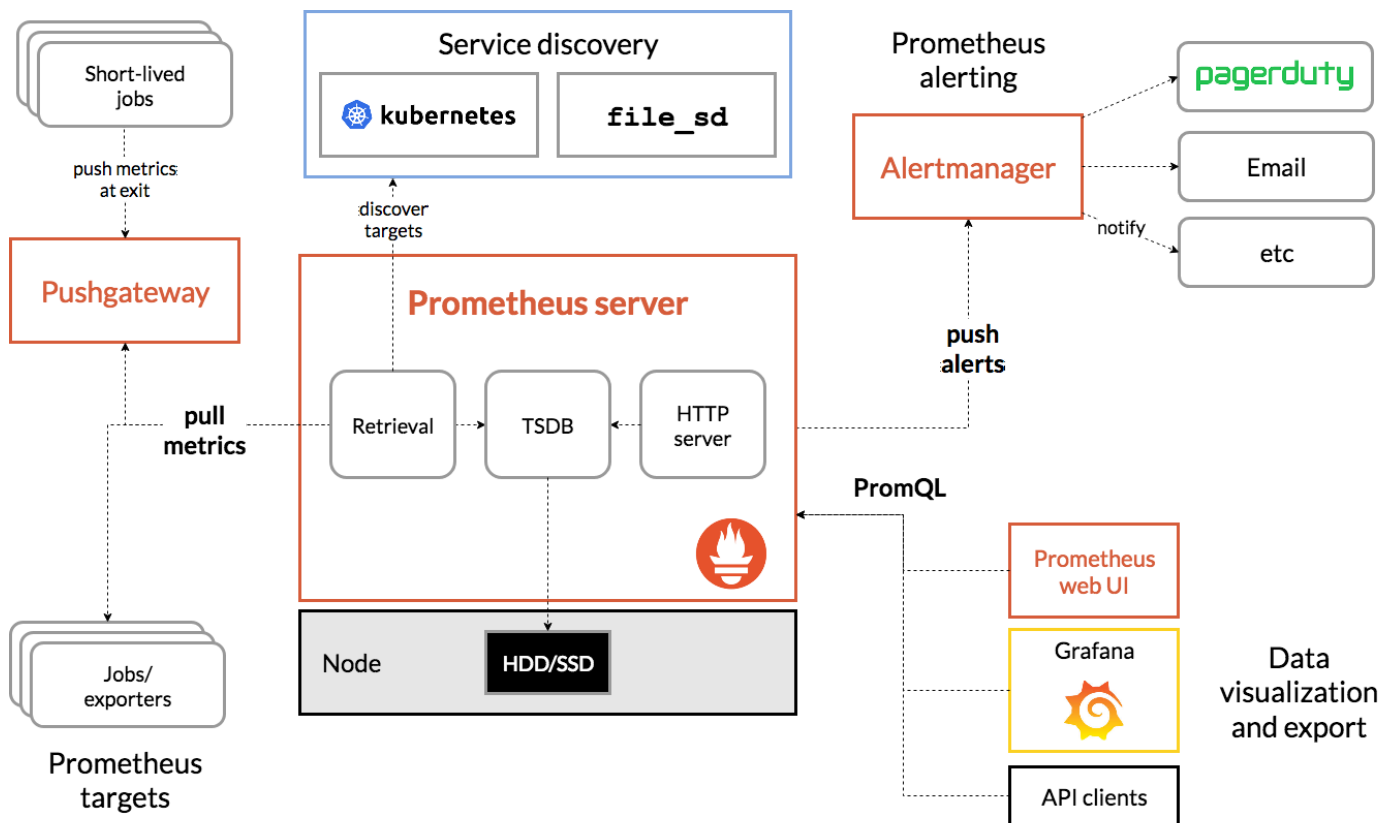 Short-lived
jobs
push metrics
at exit
Pushgateway
pull
metrics
Jobs/
exporters
Prometheus
targets
Service discovery
kubernetes
file_sd
discover
targets
Prometheus server
Retrieval
TSDB
HTTP
server
Node
HDD/SSD
Prometheus
alerting
Alertmanager
pagerduty
Email
notify
etc
push
alerts
PromQL
Prometheus
web UI
Grafana
API clients
Data
visualization
and export